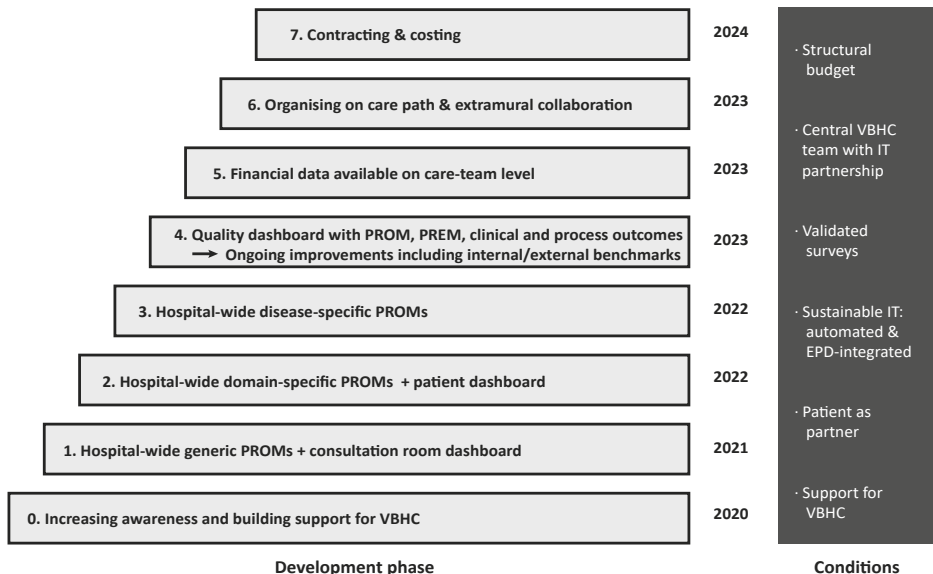 7. Contracting & costing
2024
6. Organising on care path & extramural collaboration
2023
5. Financial data available on care-team level
2023
4. Quality dashboard with PROM, PREM, clinical and process outcomes
→ Ongoing improvements including internal/external benchmarks
2023
3. Hospital-wide disease-specific PROMs
2022
2. Hospital-wide domain-specific PROMs + patient dashboard
2022
1. Hospital-wide generic PROMs + consultation room dashboard
2021
0. Increasing awareness and building support for VBHC
2020
Development phase
· Structural
budget
· Central VBHC
team with IT
partnership
· Validated
surveys
· Sustainable IT:
automated &
EPD-integrated
· Patient as
partner
· Support for
VBHC
Conditions